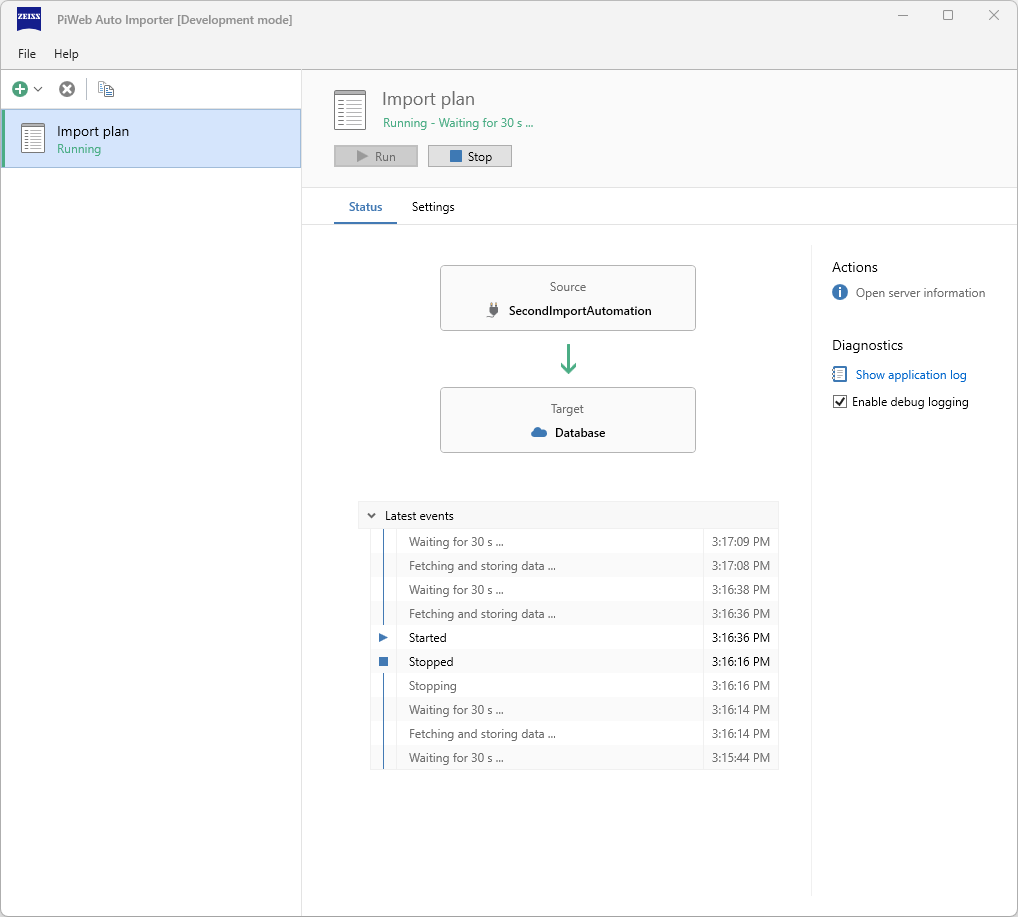 ZEISS
PiWeb Auto Importer [Development mode]
File Help
Import plan
Running
Import plan
Running - Waiting for 30 s ...
Run Stop
Status Settings
Source
SecondImportAutomation
Target
Database
Latest events
Waiting for 30 s ... 3:17:09 PM
Fetching and storing data ... 3:17:08 PM
Waiting for 30 s ... 3:16:38 PM
Fetching and storing data ... 3:16:36 PM
Started 3:16:36 PM
Stopped 3:16:16 PM
Stopping 3:16:16 PM
Waiting for 30 s ... 3:16:14 PM
Fetching and storing data ... 3:16:14 PM
Waiting for 30 s ... 3:15:44 PM
Actions
Open server information
Diagnostics
Show application log
Enable debug logging